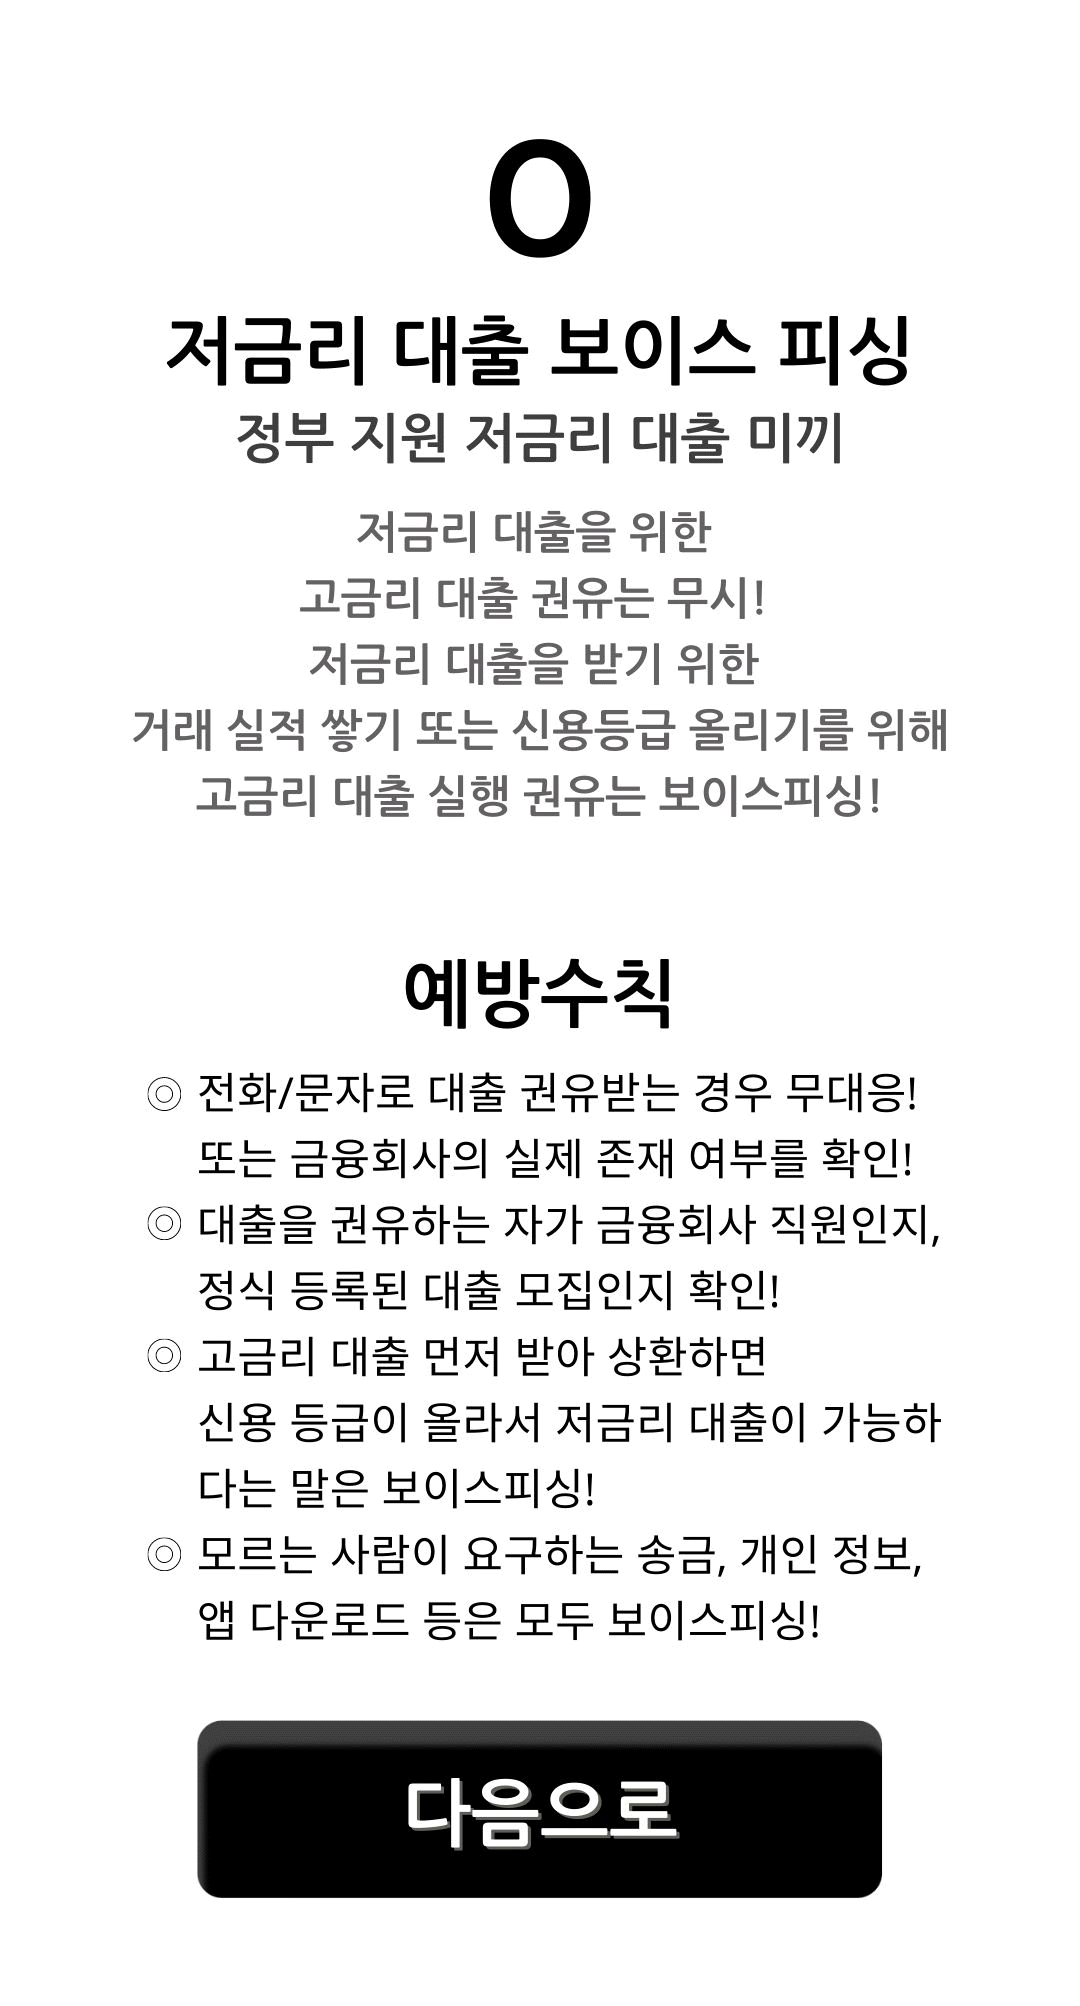 O
저금리 대출 보이스 피싱
정부 지원 저금리 대출 미끼
저금리 대출을 위한
고금리 대출 권유는 무시!
저금리 대출을 받기 위한
거래 실적 쌓기 또는 신용등급 올리기를 위해
고금리 대출 실행 권유는 보이스피싱!
예방수칙
◎ 전화/문자로 대출 권유받는 경우 무대응!
또는 금융회사의 실제 존재 여부를 확인!
◎ 대출을 권유하는 자가 금융회사 직원인지,
정식 등록된 대출 모집인지 확인!
◎ 고금리 대출 먼저 받아 상환하면
신용 등급이 올라서 저금리 대출이 가능하
다는 말은 보이스피싱!
◎ 모르는 사람이 요구하는 송금, 개인 정보,
앱 다운로드 등은 모두 보이스피싱!
다음으로